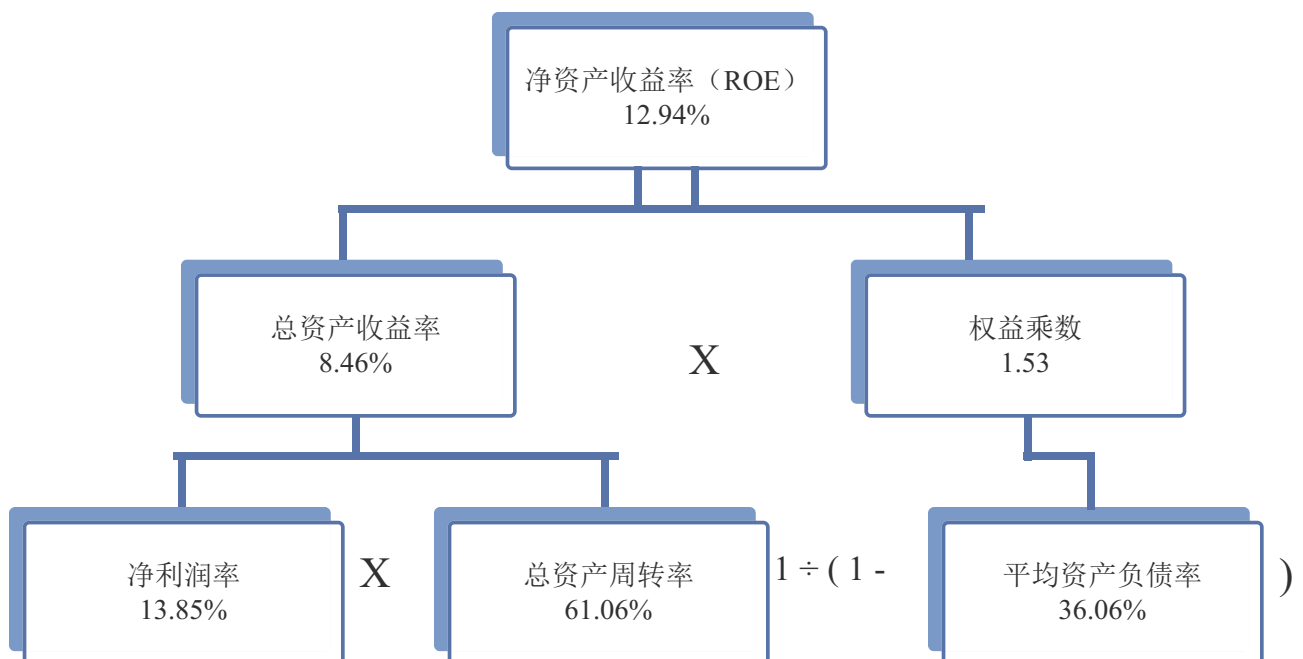 净资产收益率（ROE）
12.94%
总资产收益率
8.46%
X
权益乘数
1.53
净利润率
13.85%
X
总资产周转率
61.06%
1 ÷ ( 1 -
平均资产负债率
36.06%
)